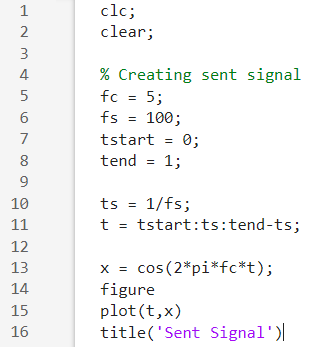 1 clc;
2 clear;
3
4 % Creating sent signal
5 fc = 5;
6 fs = 100;
7 tstart = 0;
8 tend = 1;
9
10 ts = 1/fs;
11 t = tstart:ts:tend-ts;
12
13 x = cos(2*pi*fc*t);
14 figure
15 plot(t,x)
16 title('Sent Signal')